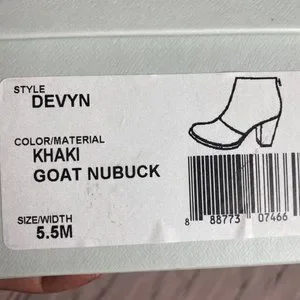 STYLE
DEVYN
COLOR/MATERIAL
KHAKI
GOAT NUBUCK
SIZE/WIDTH
5.5M
8 88773 07466